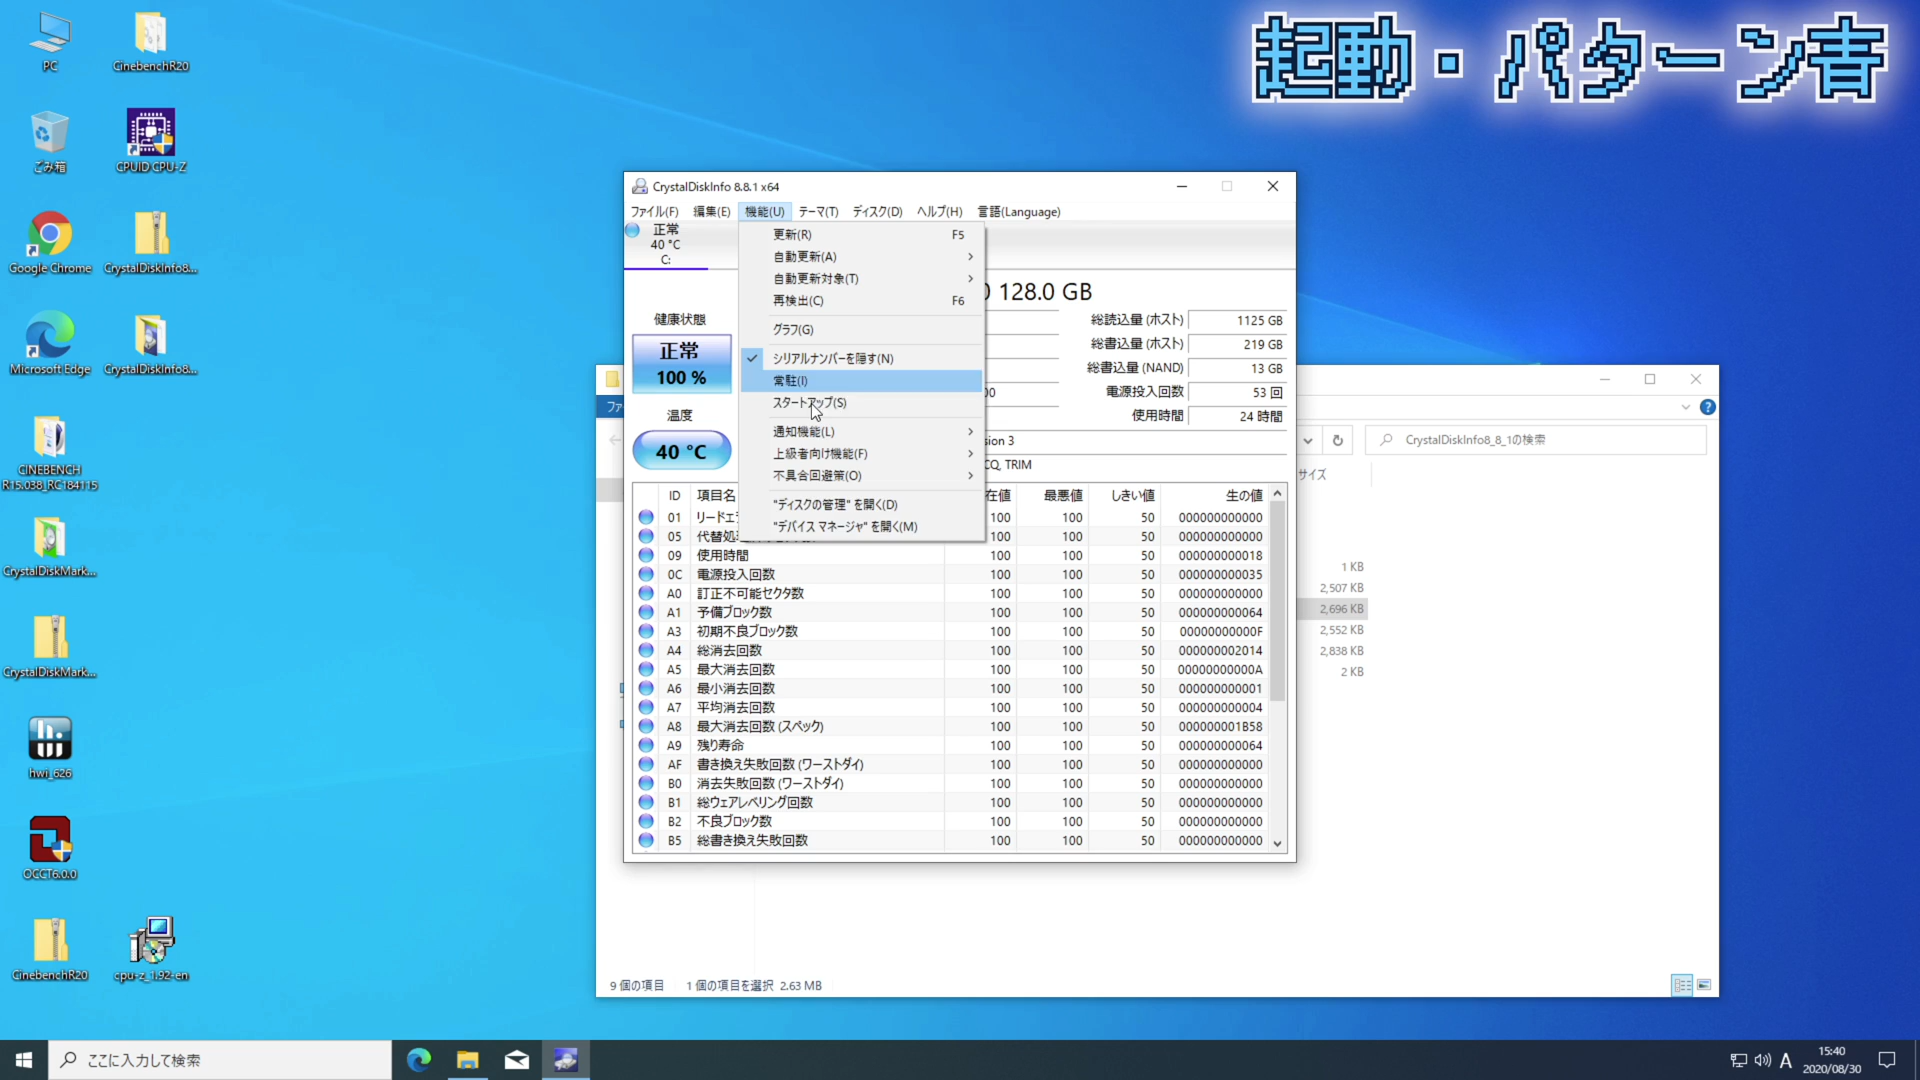 起動・パターン青
PC
CinebenchR20
ごみ箱
CPUID CPU-Z
Google Chrome
CrystalDiskInfo8...
Microsoft Edge
CrystalDiskInfo8...
CINEBENCH
R15.038_RC184115
CrystalDiskMark...
CrystalDiskMark...
hwi_626
OCCT6.0.0
CinebenchR20
cpu-z_1.92-en
CrystalDiskInfo 8.8.1 x64
ファイル(F) 編集(E) 機能(U) テーマ(T) ディスク(D) ヘルプ(H) 言語(Language)
正常
40 °C
C:
更新(R) F5
自動更新(A)
自動更新対象(T)
再検出(C) F6
グラフ(G)
シリアルナンバーを隠す(N)
常駐(I)
スタートアップ(S)
通知機能(L)
上級者向け機能(F)
不具合回避策(O)
"ディスクの管理" を開く(D)
"デバイス マネージャ" を開く(M)
128.0 GB
健康状態
正常
100 %
温度
40 °C
総読込量 (ホスト) 1125 GB
総書込量 (ホスト) 219 GB
総書込量 (NAND) 13 GB
電源投入回数 53 回
使用時間 24 時間
sion 3
CQ, TRIM
ID 項目名 在値 最悪値 しきい値 生の値
01 リードエ 100 100 50 000000000000
05 代替処 100 100 50 000000000000
09 使用時間 100 100 50 000000000018
0C 電源投入回数 100 100 50 000000000035
A0 訂正不可能セクタ数 100 100 50 000000000000
A1 予備ブロック数 100 100 50 000000000064
A3 初期不良ブロック数 100 100 50 00000000000F
A4 総消去回数 100 100 50 000000002014
A5 最大消去回数 100 100 50 00000000000A
A6 最小消去回数 100 100 50 000000000001
A7 平均消去回数 100 100 50 000000000004
A8 最大消去回数 (スペック) 100 100 50 000000001B58
A9 残り寿命 100 100 50 000000000064
AF 書き換え失敗回数 (ワーストダイ) 100 100 50 000000000000
B0 消去失敗回数 (ワーストダイ) 100 100 50 000000000000
B1 総ウェアレベリング回数 100 100 50 000000000000
B2 不良ブロック数 100 100 50 000000000000
B5 総書き換え失敗回数 100 100 50 000000000000
CrystalDiskInfo8_8_1の検索
サイズ
1 KB
2,507 KB
2,696 KB
2,552 KB
2,838 KB
2 KB
9 個の項目 1 個の項目を選択 2.63 MB
ここに入力して検索
A
15:40
2020/08/30